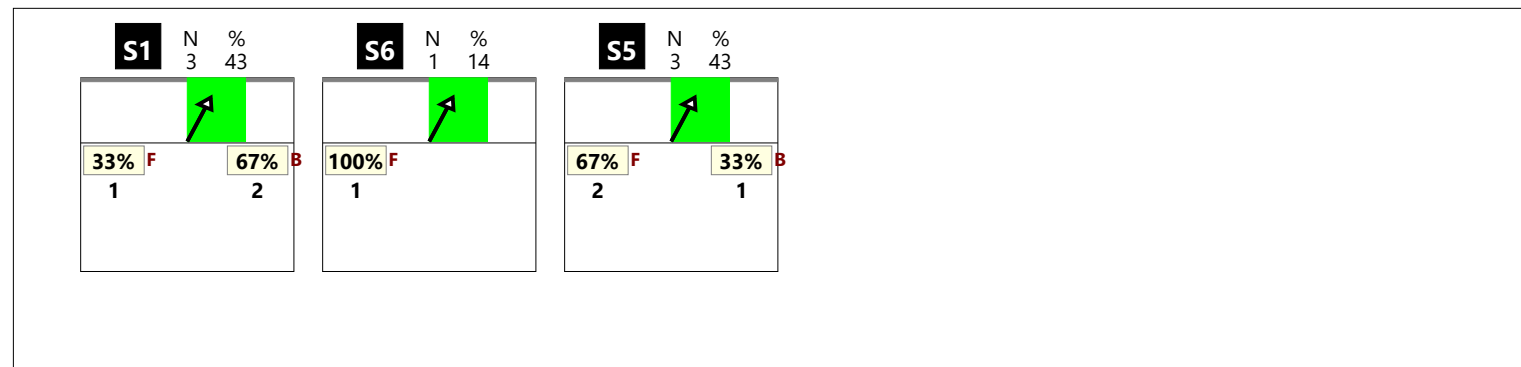 S1 N % S6 N % S5 N %
3 43 1 14 3 43
33% F 67% B 100% F 67% F 33% B
1 2 1 2 1